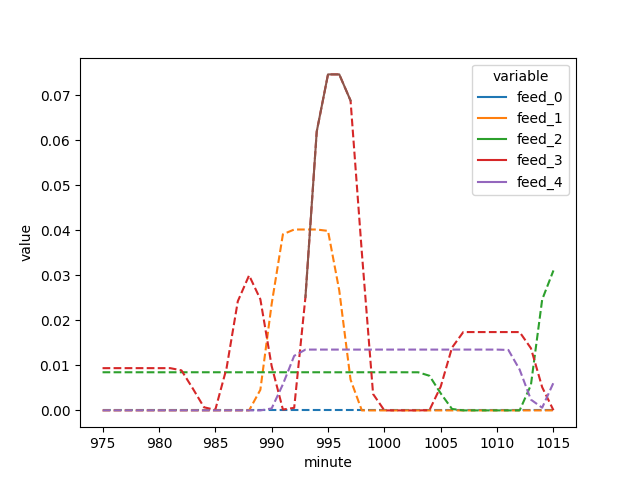 variable
feed_0
feed_1
feed_2
feed_3
feed_4
value
0.07
0.06
0.05
0.04
0.03
0.02
0.01
0.00
975 980 985 990 995 1000 1005 1010 1015
minute